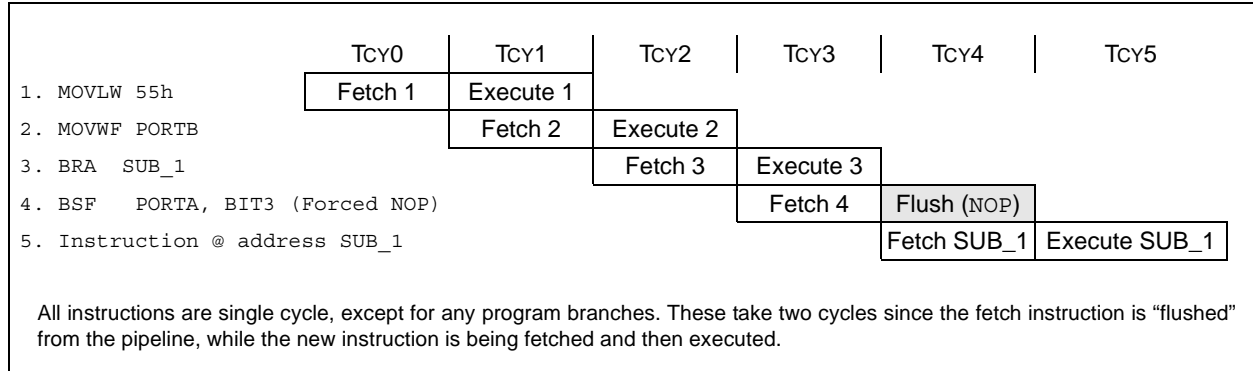 TCY0 TCY1 TCY2 TCY3 TCY4 TCY5
1. MOVLW 55h Fetch 1 Execute 1
2. MOVWF PORTB Fetch 2 Execute 2
3. BRA SUB_1 Fetch 3 Execute 3
4. BSF PORTA, BIT3 (Forced NOP) Fetch 4 Flush (NOP)
5. Instruction @ address SUB_1 Fetch SUB_1 Execute SUB_1
All instructions are single cycle, except for any program branches. These take two cycles since the fetch instruction is “flushed”
from the pipeline, while the new instruction is being fetched and then executed.